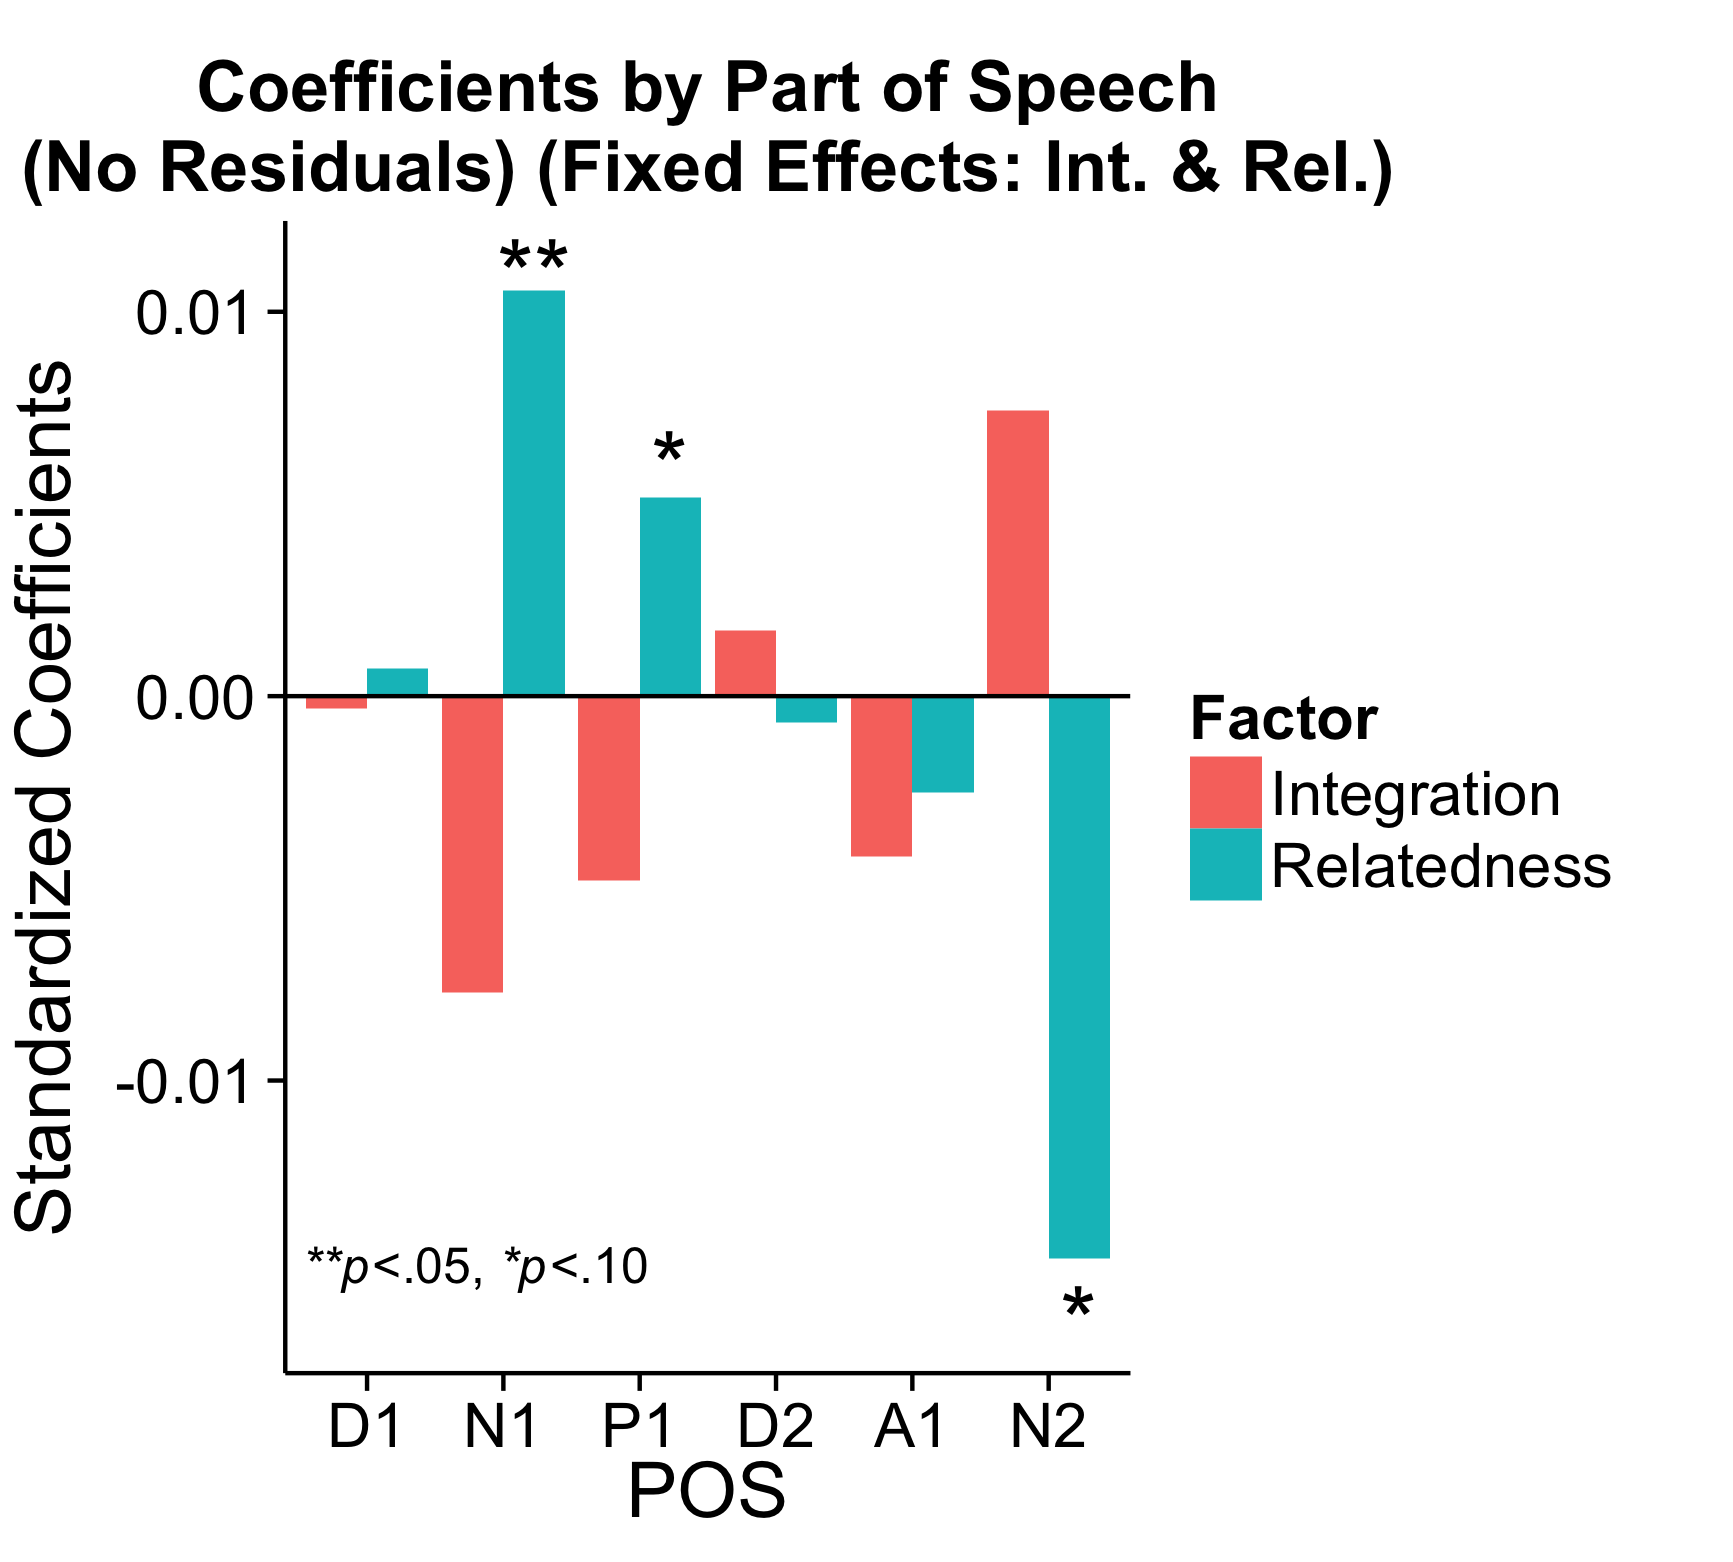 Coefficients by Part of Speech
(No Residuals) (Fixed Effects: Int. & Rel.)
Standardized Coefficients
0.01
0.00
-0.01
**
*
*
**p<.05, *p<.10
D1 N1 P1 D2 A1 N2
POS
Factor
Integration
Relatedness